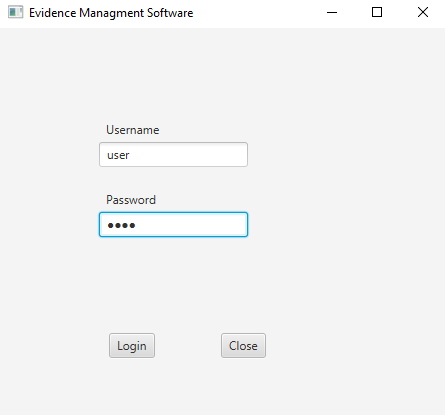 Evidence Managment Software
Username
user
Password
••••
Login Close